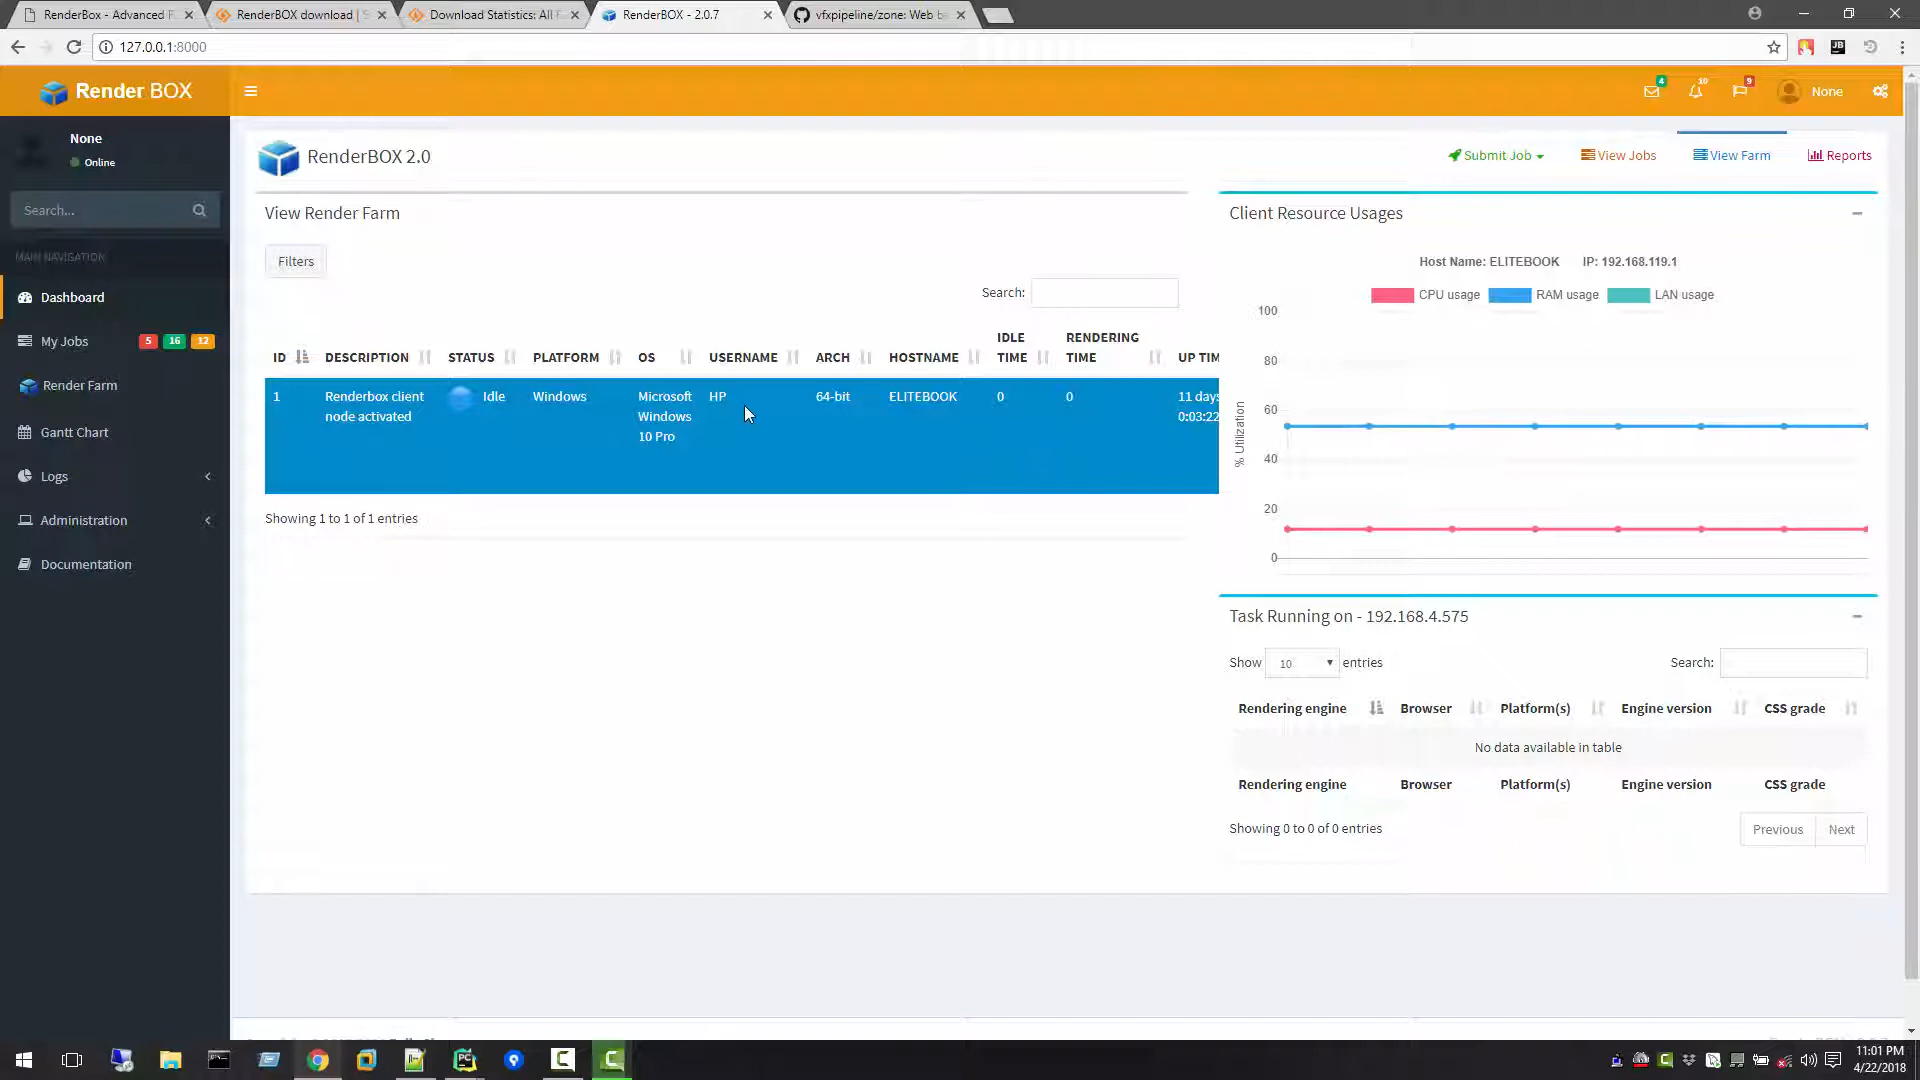 RenderBox - Advanced F
RenderBOX download | S
Download Statistics: All F
RenderBOX - 2.0.7
vfxpipeline/zone: Web b
127.0.0.1:8000
JB
Render BOX
4
10
9
None
None
Online
Search...
MAIN NAVIGATION
Dashboard
My Jobs
5
16
12
Render Farm
Gantt Chart
Logs
Administration
Documentation
RenderBOX 2.0
Submit Job
View Jobs
View Farm
Reports
View Render Farm
Filters
Search:
ID DESCRIPTION STATUS PLATFORM OS USERNAME ARCH HOSTNAME IDLE TIME RENDERING TIME UP TIM
1 Renderbox client node activated Idle Windows Microsoft Windows 10 Pro HP 64-bit ELITEBOOK 0 0 11 days 0:03:22
Showing 1 to 1 of 1 entries
Client Resource Usages
Host Name: ELITEBOOK IP: 192.168.119.1
CPU usage RAM usage LAN usage
100
80
60
40
20
0
% Utilization
Task Running on - 192.168.4.575
Show 10 entries
Search:
Rendering engine Browser Platform(s) Engine version CSS grade
No data available in table
Rendering engine Browser Platform(s) Engine version CSS grade
Showing 0 to 0 of 0 entries
Previous Next
11:01 PM
4/22/2018